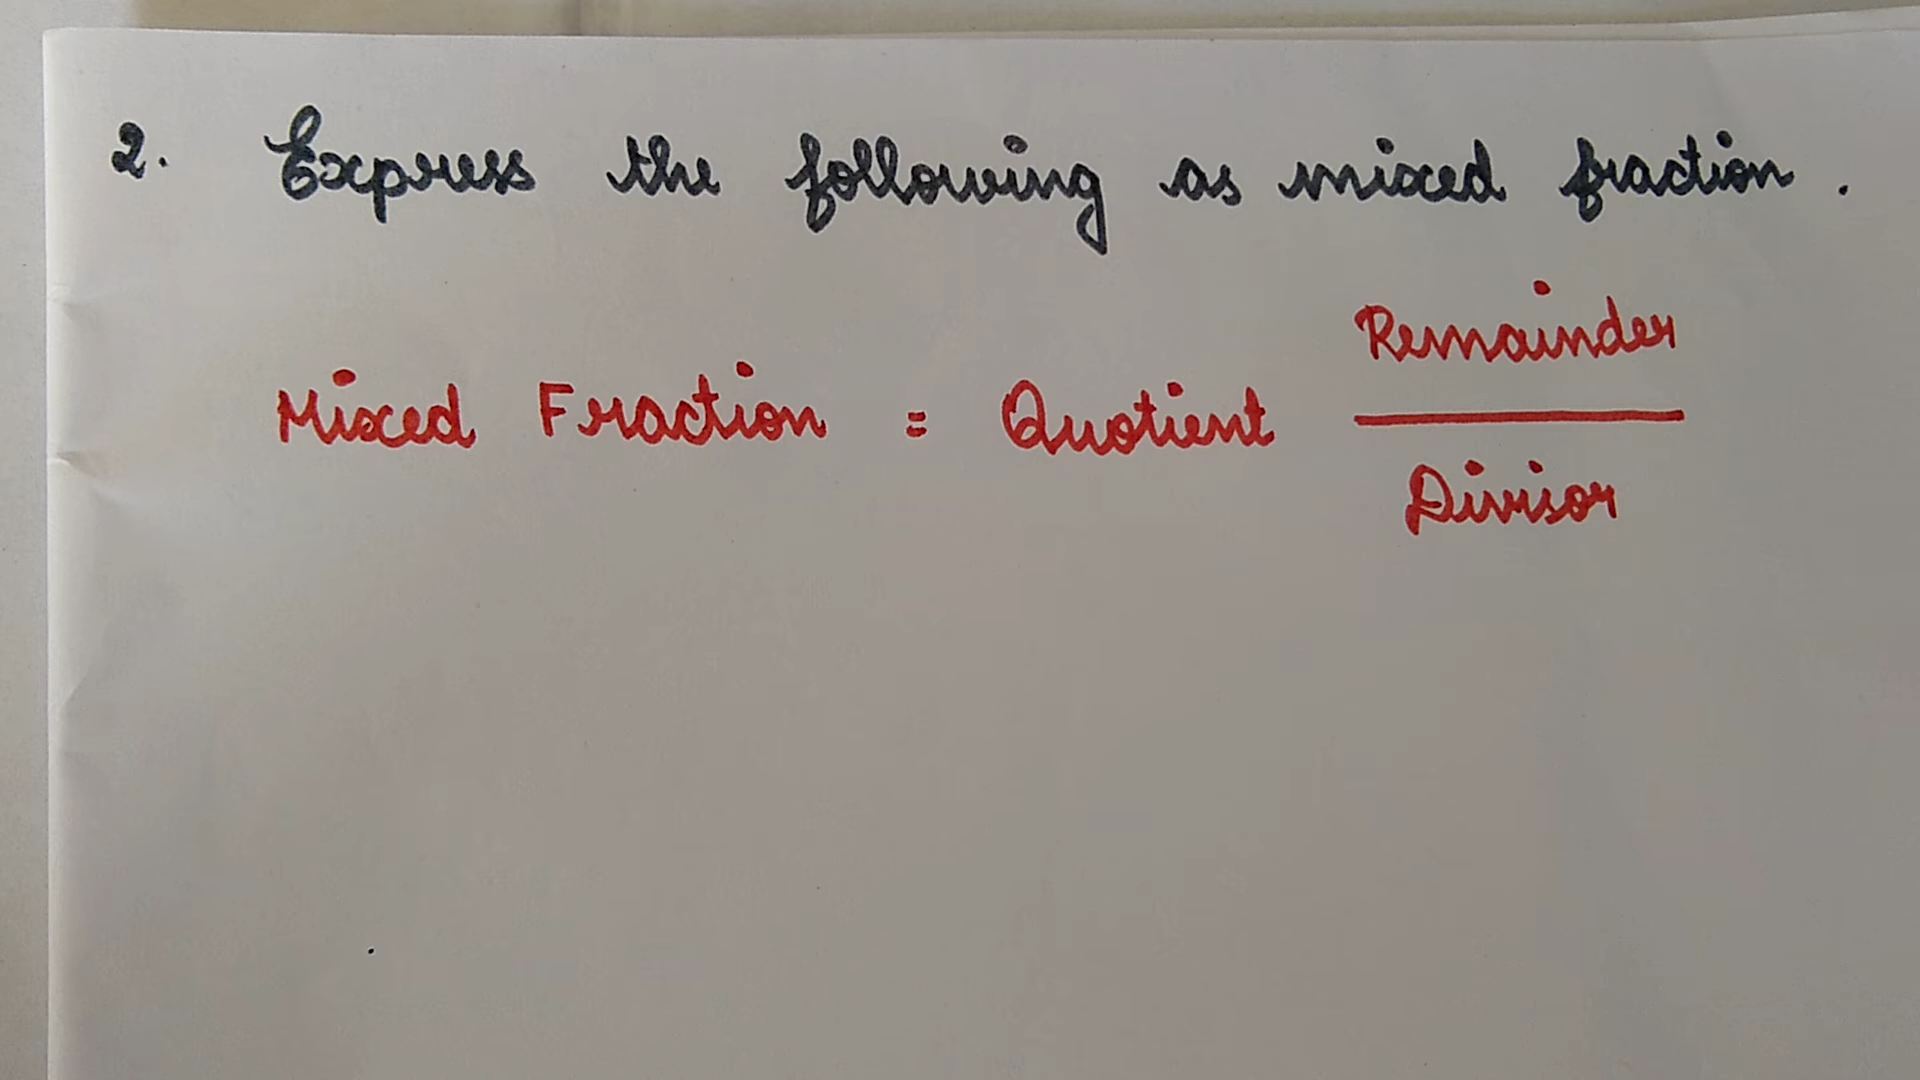 2. Express the following as mixed fraction.
Remainder
Mixed Fraction = Quotient
Divisor